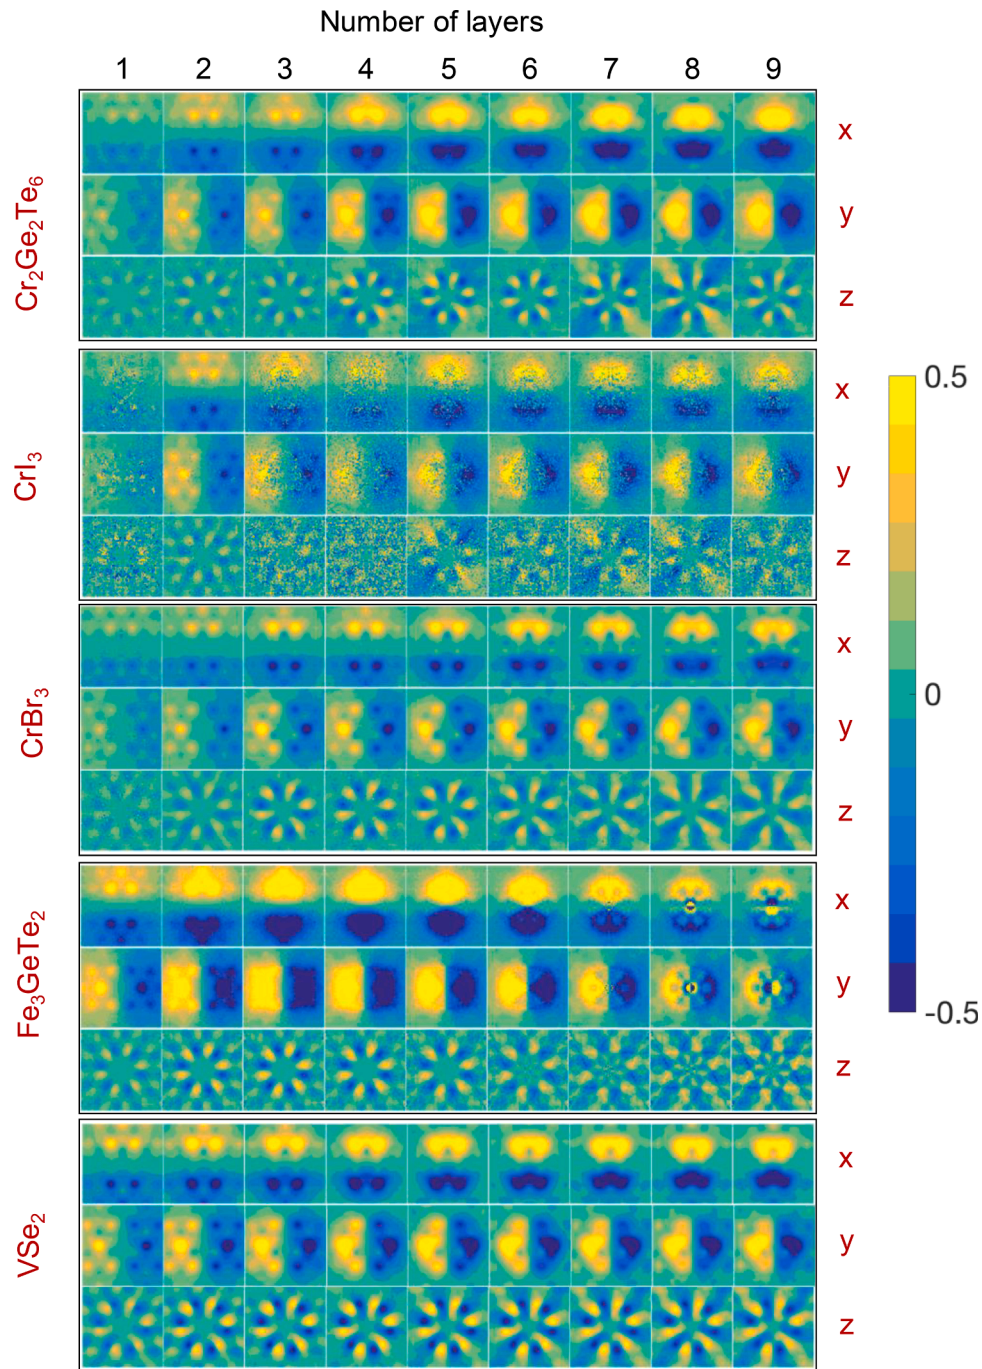 Number of layers
1 2 3 4 5 6 7 8 9
Cr2Ge2Te6
x
y
z
CrI3
x
y
z
0.5
0
-0.5
CrBr3
x
y
z
Fe3GeTe2
x
y
z
VSe2
x
y
z